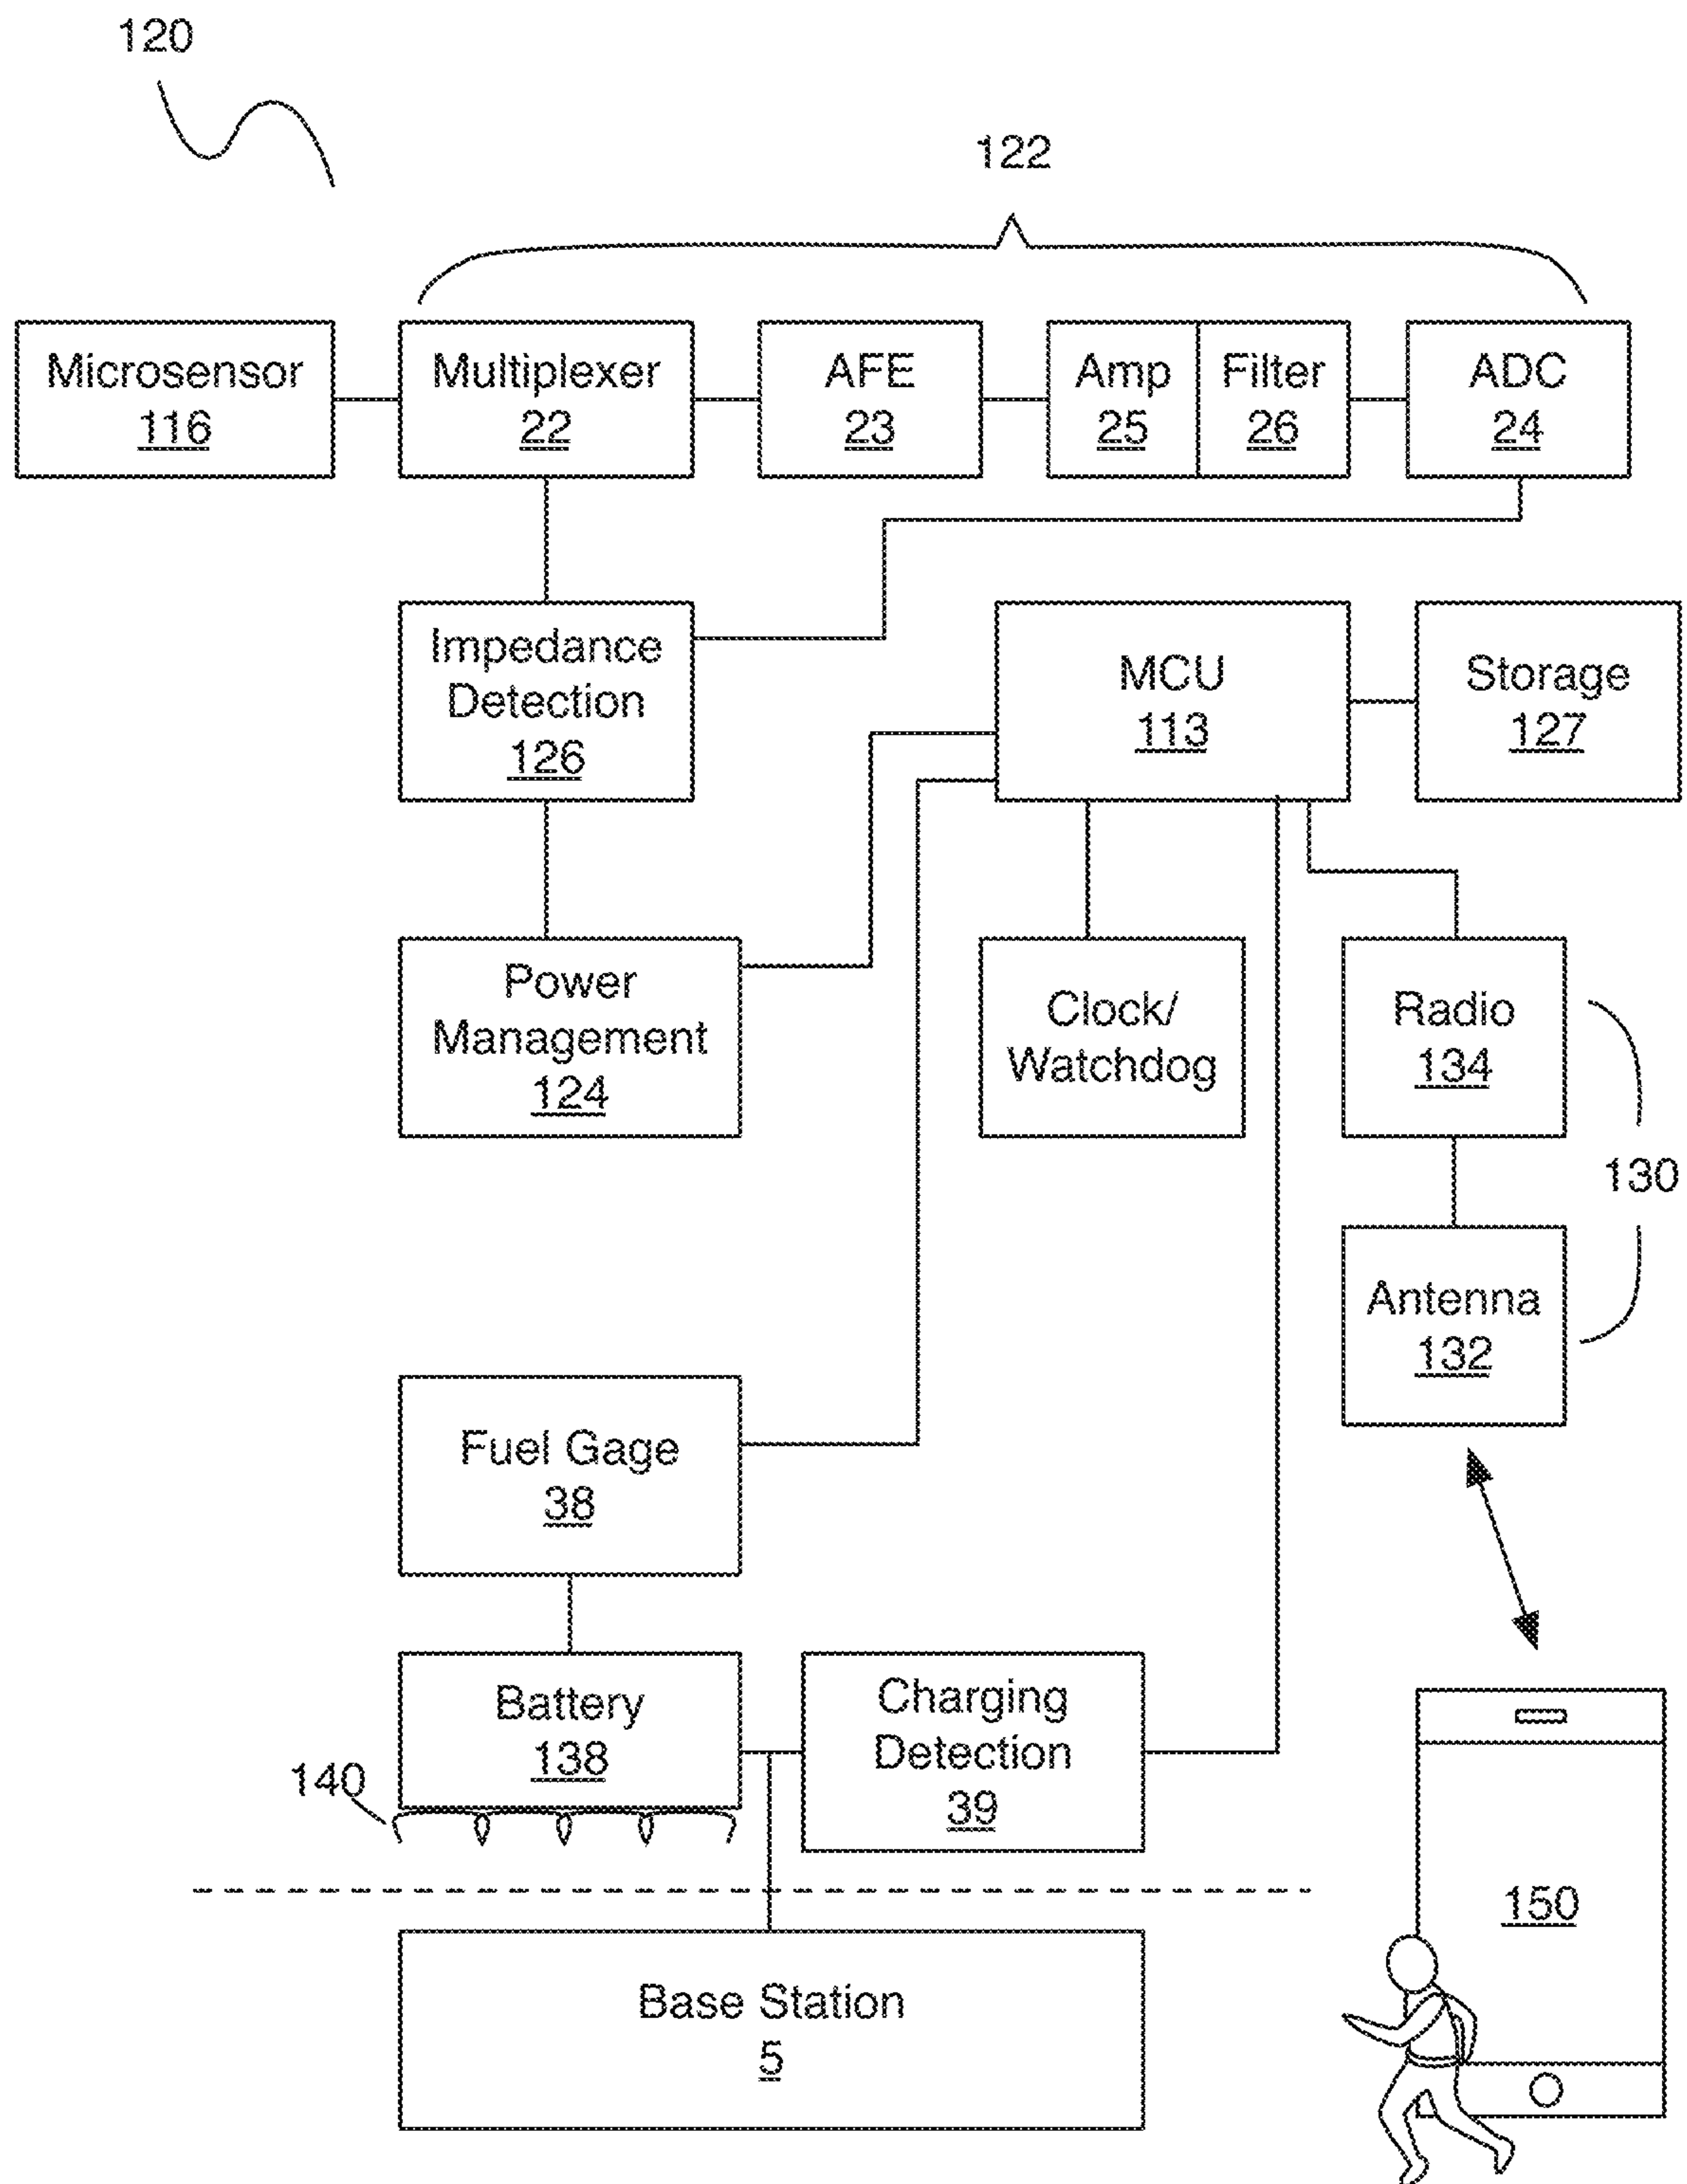 120
122
Microsensor
116
Multiplexer
22
AFE
23
Amp
25
Filter
26
ADC
24
Impedance
Detection
126
MCU
113
Storage
127
Power
Management
124
Clock/
Watchdog
Radio
134
130
Antenna
132
Fuel Gage
38
Battery
138
Charging
Detection
39
140
150
Base Station
5